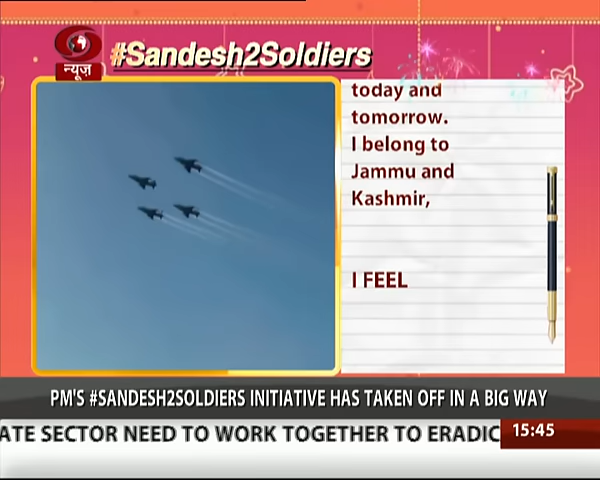 #Sandesh2Soldiers
न्यूज़
today and
tomorrow.
I belong to
Jammu and
Kashmir,
I FEEL
PM'S #SANDESH2SOLDIERS INITIATIVE HAS TAKEN OFF IN A BIG WAY
ATE SECTOR NEED TO WORK TOGETHER TO ERADIC
15:45